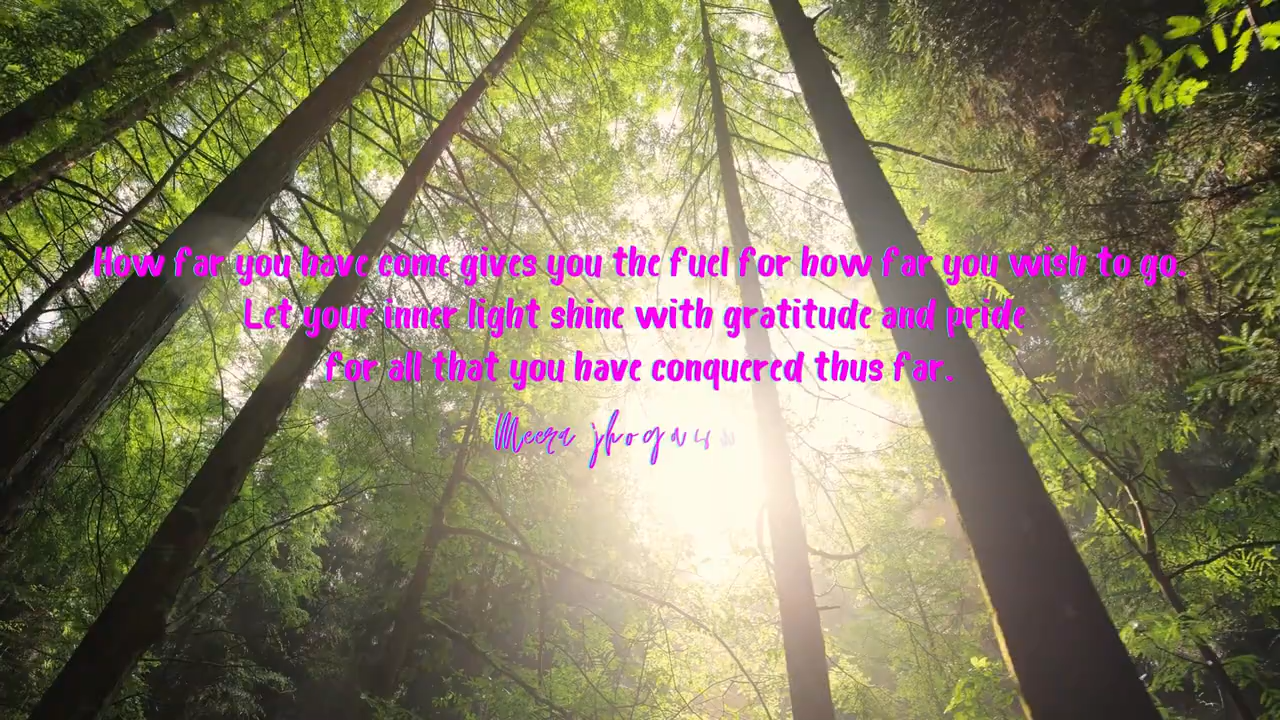 How far you have come gives you the fuel for how far you wish to go.
Let your inner light shine with gratitude and pride
for all that you have conquered thus far.
Meera